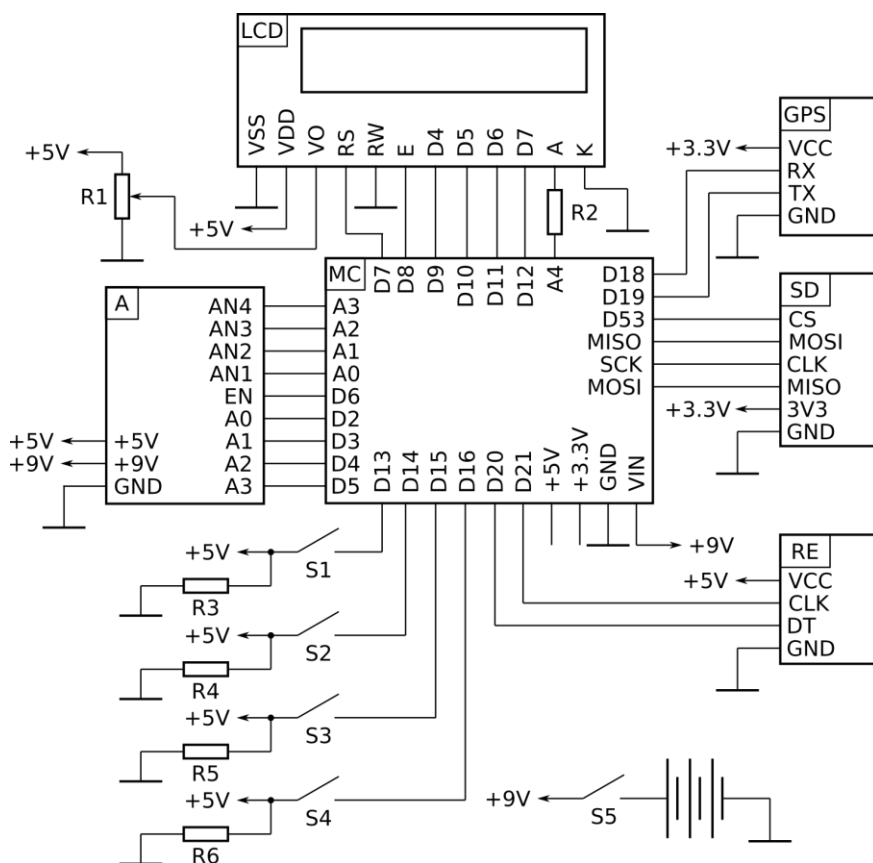 LCD
VSS VDD VO RS RW E D4 D5 D6 D7 A K
+5V
R1
+5V
R2
GPS
+3.3V VCC
RX
TX
GND
MC
D7 D8 D9 D10 D11 D12 A4
A
AN4 A3
AN3 A2
AN2 A1
AN1 A0
EN D6
A0 D2
+5V +5V A1 D3
+9V +9V A2 D4
GND A3 D5
D18
D19
D53
MISO
SCK
MOSI
SD
CS
MOSI
CLK
MISO
+3.3V 3V3
GND
D13 D14 D15 D16 D20 D21 +5V +3.3V GND VIN
+9V
+5V
S1
R3
+5V
S2
R4
+5V
S3
R5
+5V
S4
R6
RE
+5V VCC
CLK
DT
GND
+9V
S5